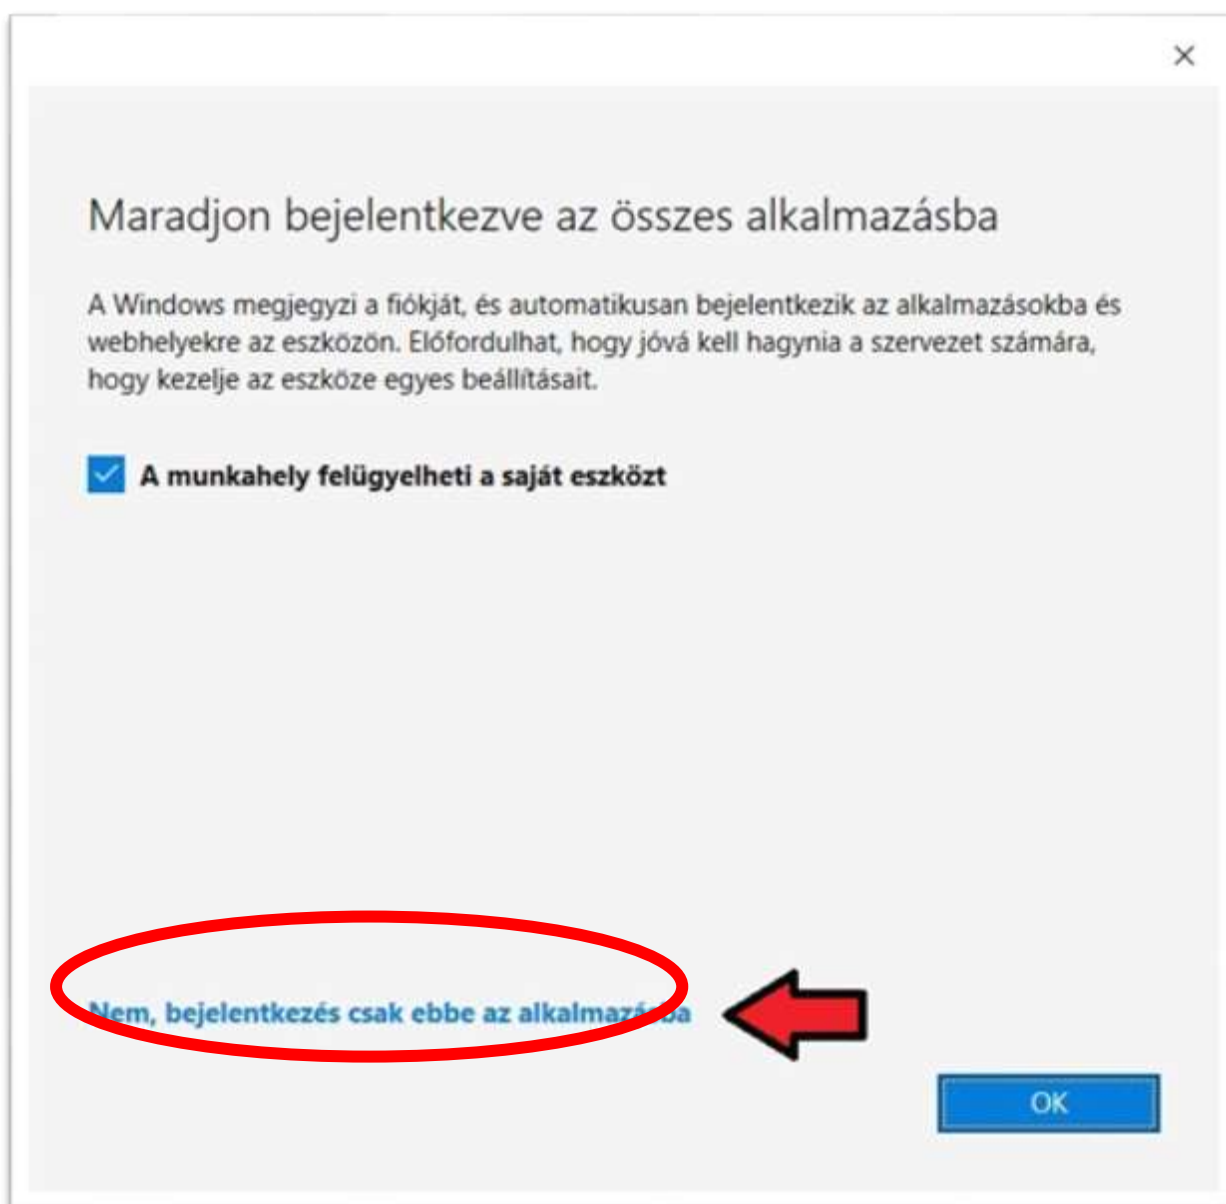 Maradjon bejelentkezve az összes alkalmazásba
A Windows megjegyzi a fiókját, és automatikusan bejelentkezik az alkalmazásokba és
webhelyekre az eszközön. Előfordulhat, hogy jóvá kell hagynia a szervezet számára,
hogy kezelje az eszköze egyes beállításait.
A munkahely felügyelheti a saját eszközt
Nem, bejelentkezés csak ebbe az alkalmazásba
OK